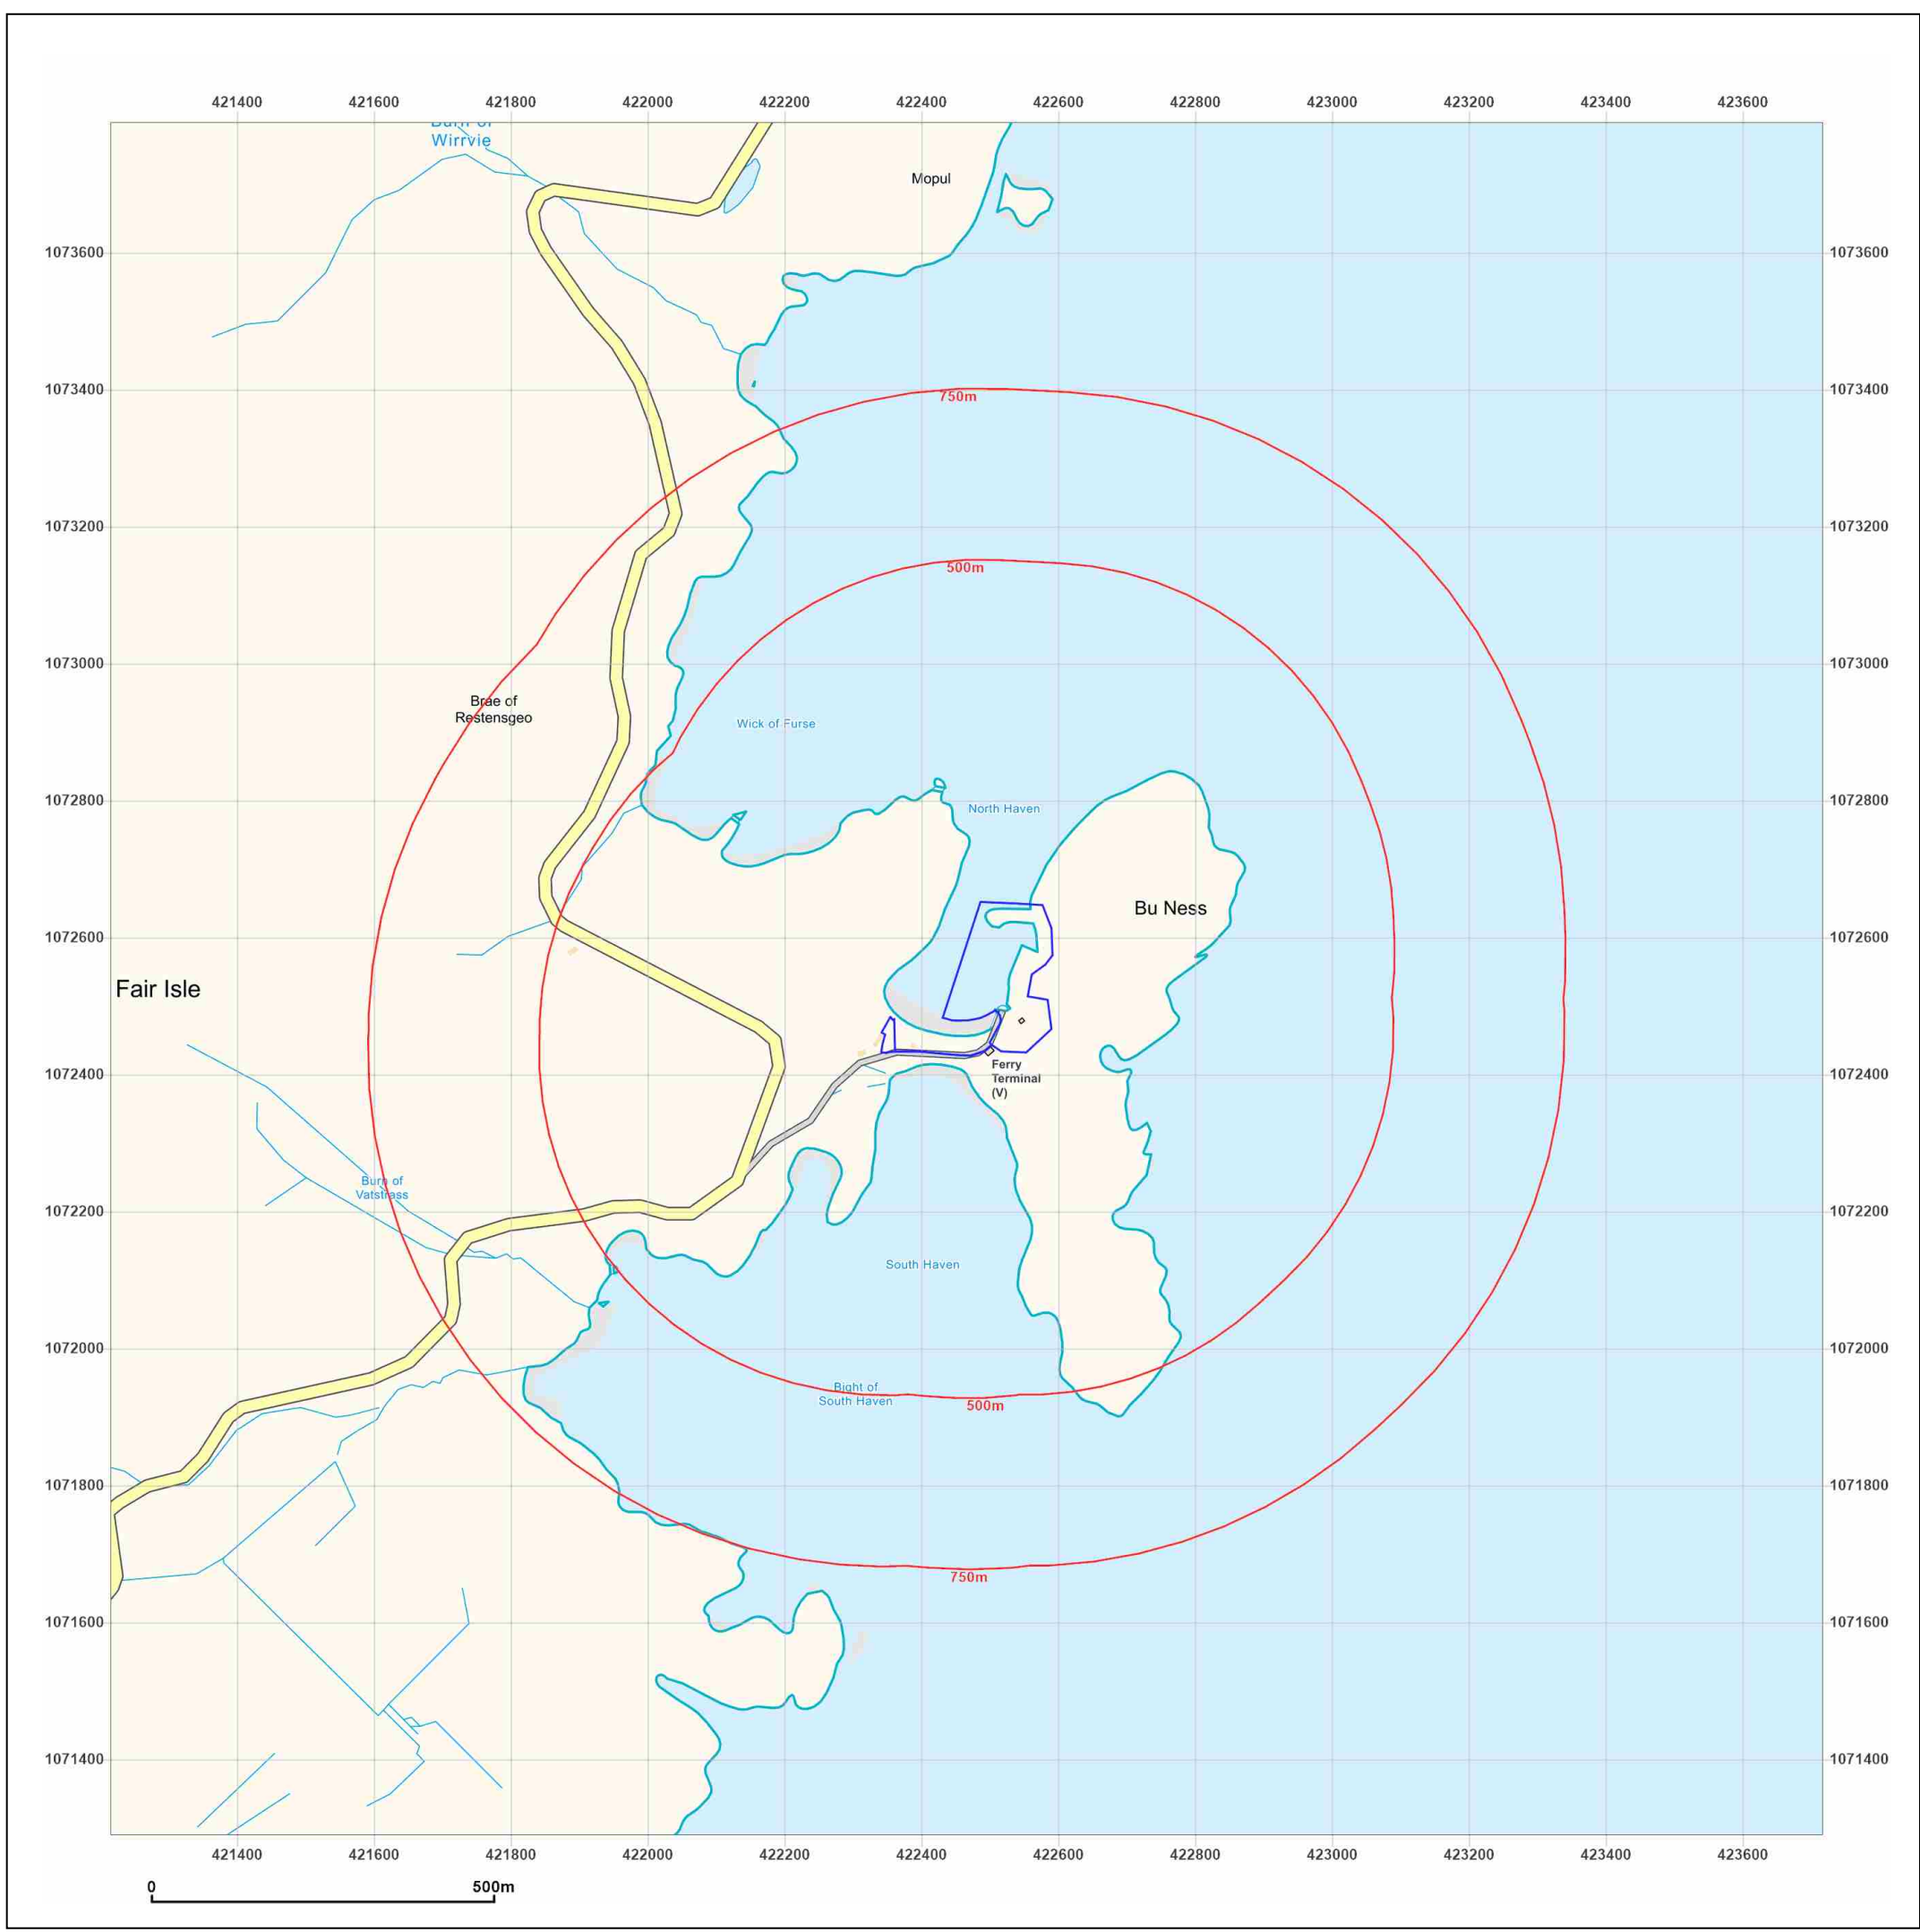 421400 421600 421800 422000 422200 422400 422600 422800 423000 423200 423400 423600
Burn of
Wirrvie
Mopul
1073600 1073600
1073400 1073400
750m
1073200 1073200
500m
1073000 1073000
Brae of
Restensgeo
Wick of Furse
1072800 1072800
North Haven
Bu Ness
1072600 1072600
Fair Isle
1072400 1072400
Ferry
Terminal
(V)
Burn of
Vatstrass
1072200 1072200
South Haven
1072000 1072000
Bight of
South Haven
500m
1071800 1071800
750m
1071600 1071600
1071400 1071400
421400 421600 421800 422000 422200 422400 422600 422800 423000 423200 423400 423600
0 500m